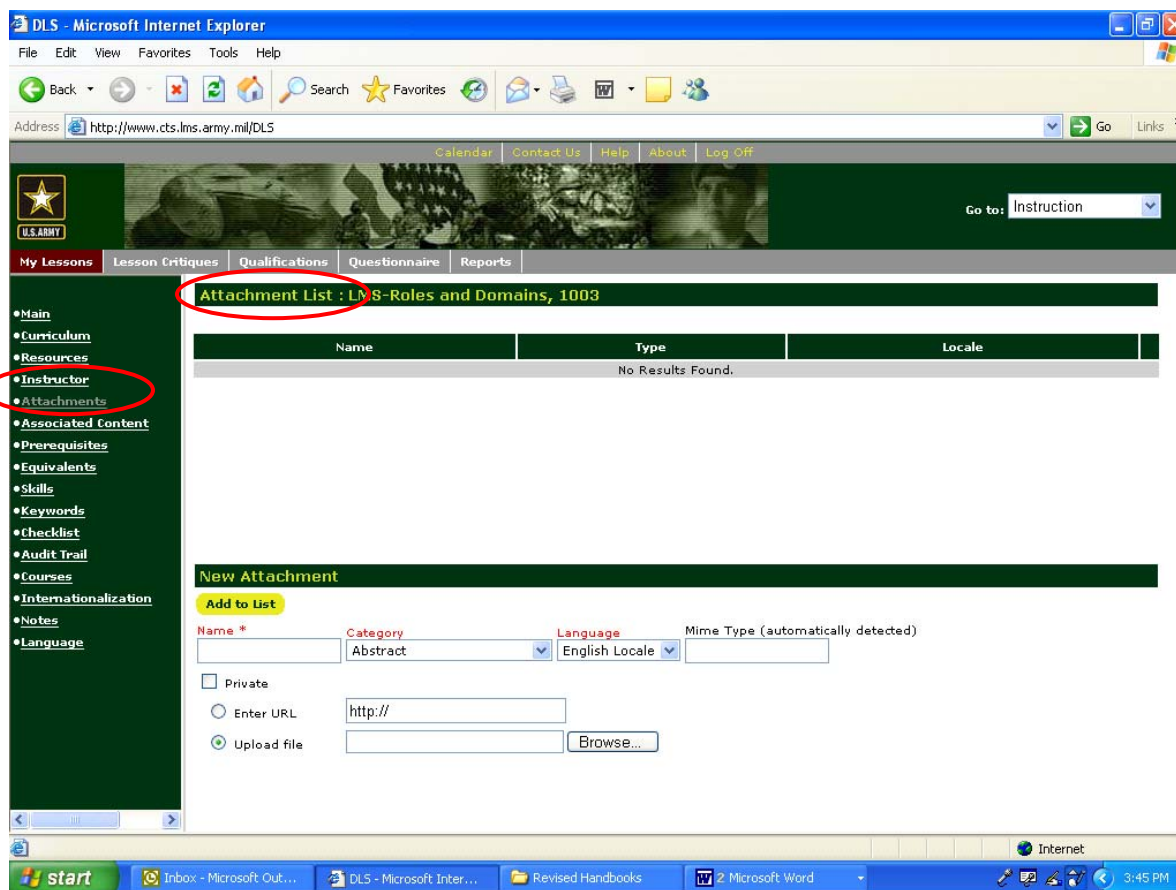 DLS - Microsoft Internet Explorer
File Edit View Favorites Tools Help
Back Search Favorites
Address http://www.cts.lms.army.mil/DLS Go Links
Calendar Contact Us Help About Log Off
U.S.ARMY
Go to: Instruction
My Lessons Lesson Critiques Qualifications Questionnaire Reports
Attachment List : LMS-Roles and Domains, 1003
Main
Curriculum
Resources
Instructor
Attachments
Associated Content
Prerequisites
Equivalents
Skills
Keywords
Checklist
Audit Trail
Courses
Internationalization
Notes
Language
Name Type Locale
No Results Found.
New Attachment
Add to List
Name * Category Language Mime Type (automatically detected)
Abstract English Locale
Private
Enter URL http://
Upload file Browse...
Internet
start Inbox - Microsoft Out... DLS - Microsoft Inter... Revised Handbooks 2 Microsoft Word 3:45 PM